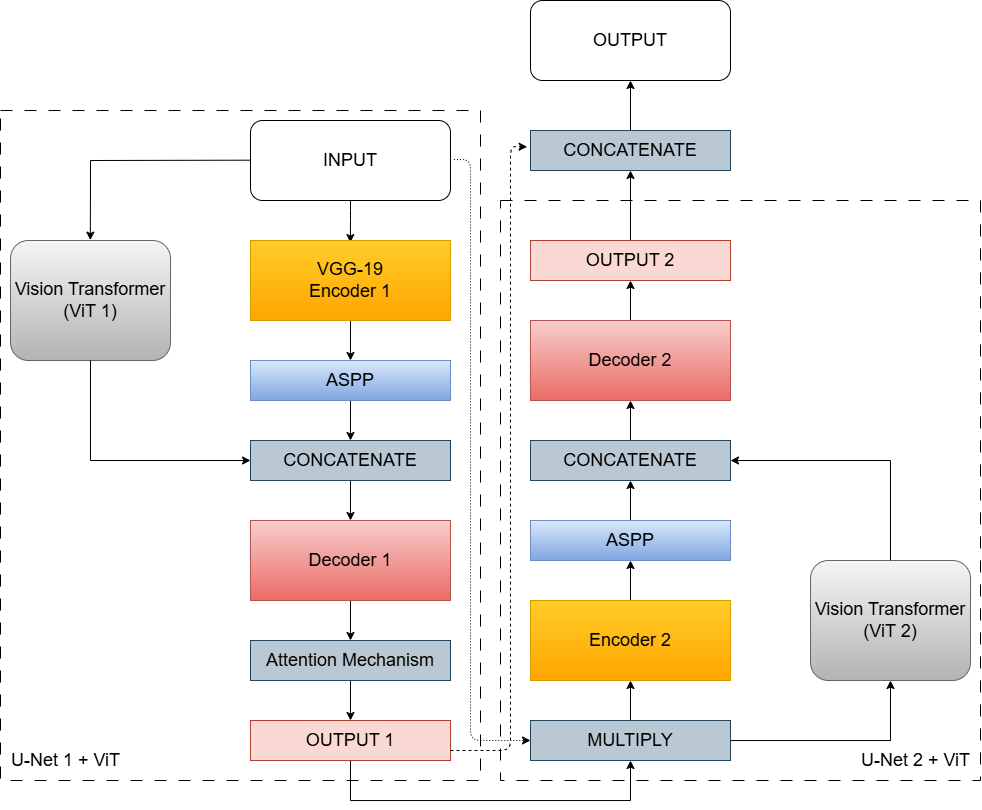 INPUT
Vision Transformer
(ViT 1)
VGG-19
Encoder 1
ASPP
CONCATENATE
Decoder 1
Attention Mechanism
OUTPUT 1
U-Net 1 + ViT
OUTPUT
CONCATENATE
OUTPUT 2
Decoder 2
CONCATENATE
ASPP
Encoder 2
Vision Transformer
(ViT 2)
MULTIPLY
U-Net 2 + ViT